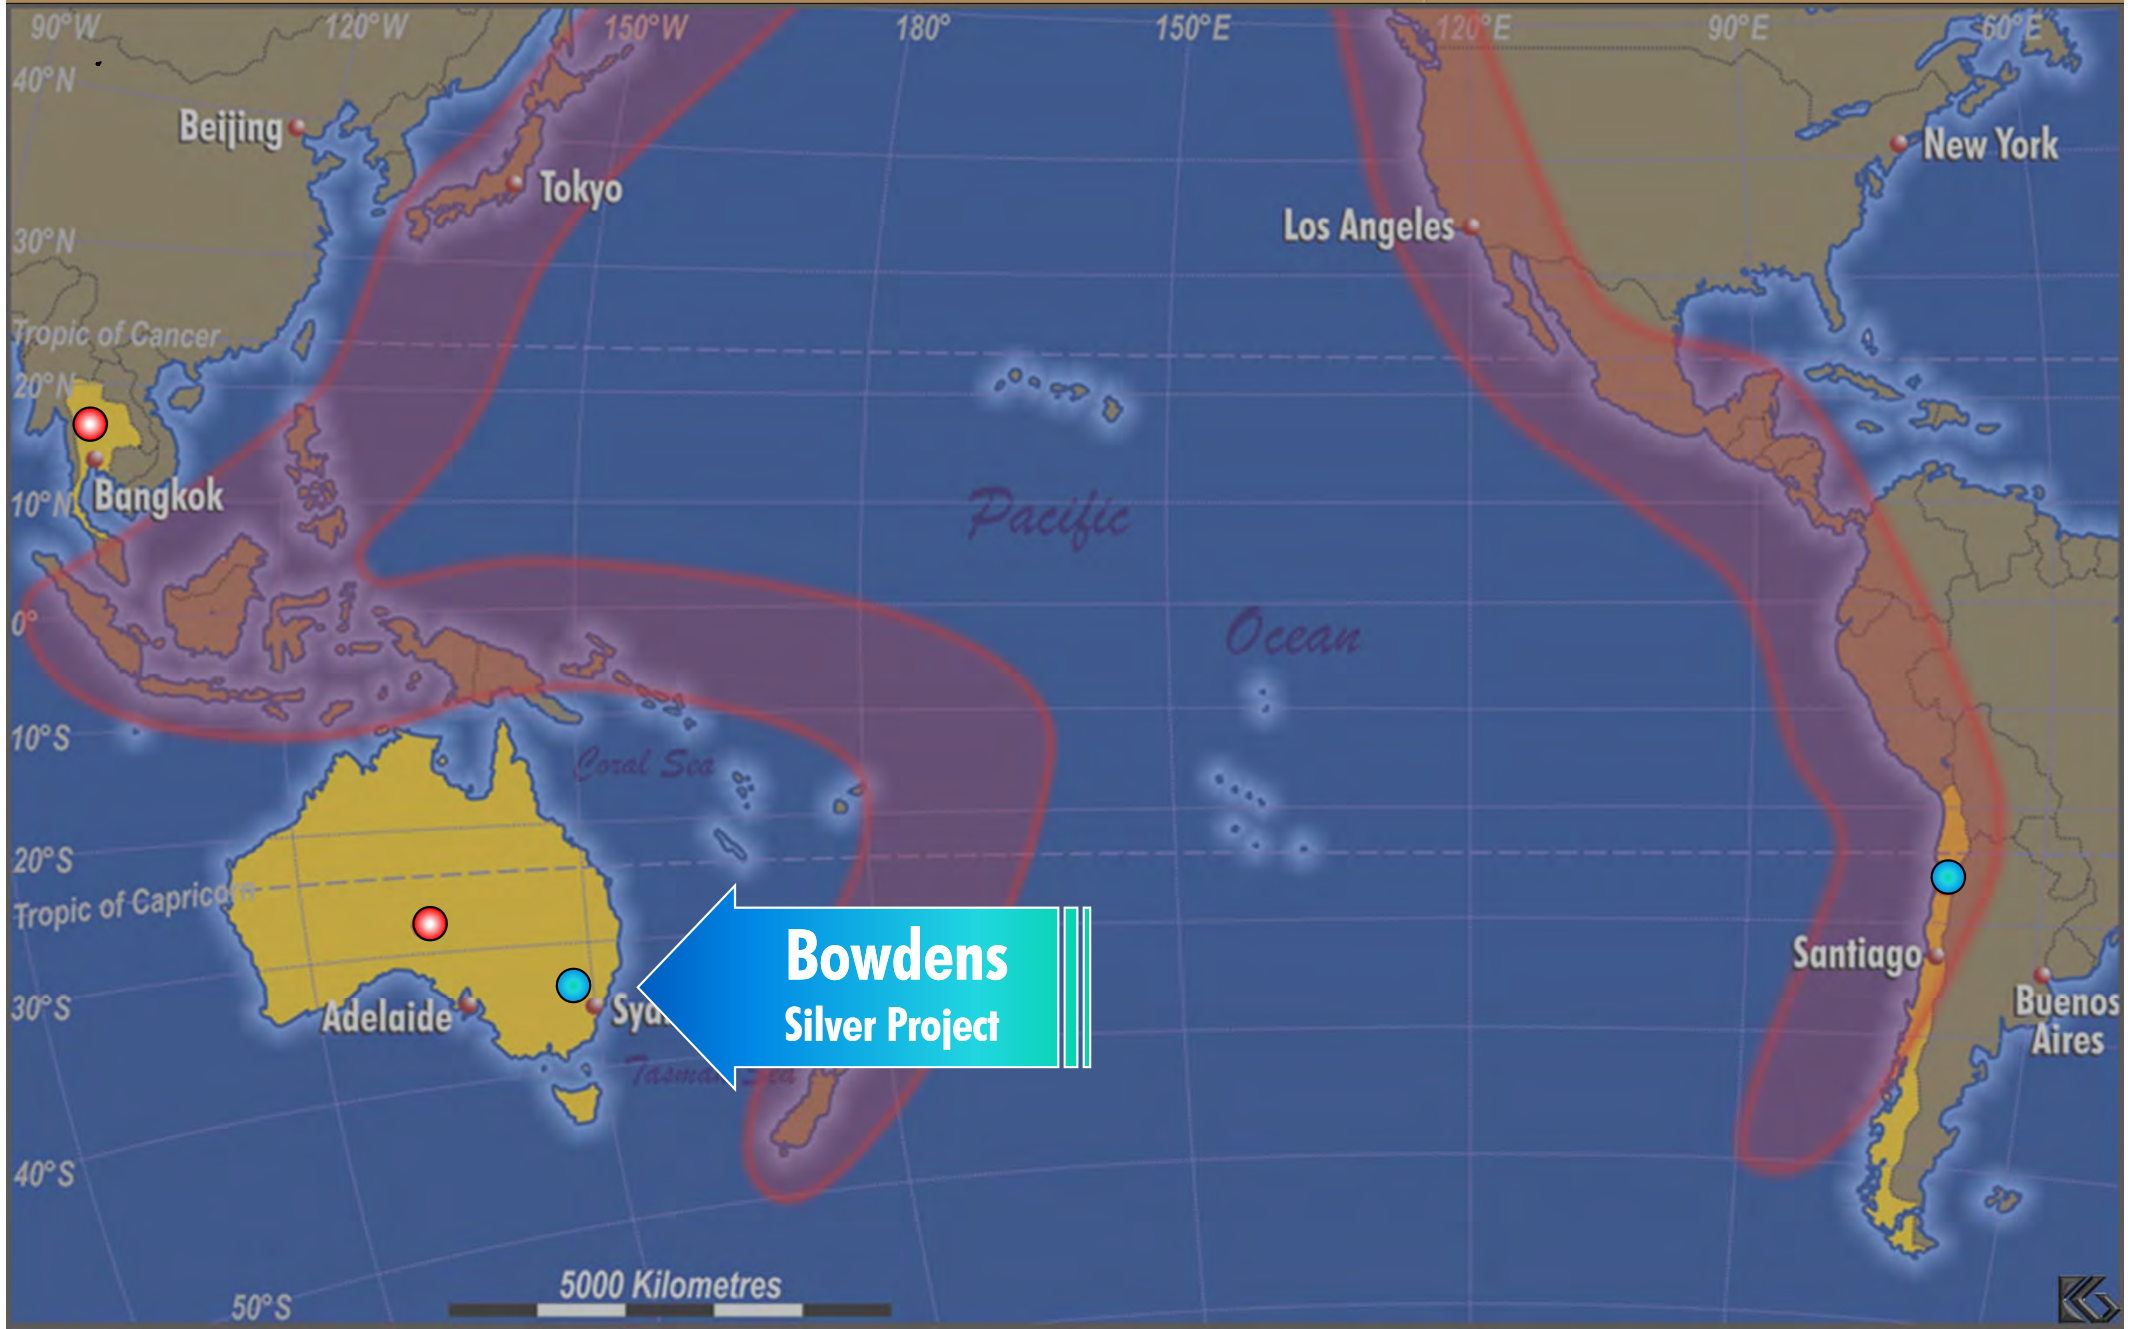 90°W 120°W 150°W 180° 150°E 120°E 90°E 60°E
40°N
Beijing
New York
Tokyo
Los Angeles
30°N
Tropic of Cancer
20°N
10°N
Bangkok
Pacific
0°
Ocean
10°S
Coral Sea
20°S
Tropic of Capricorn
Bowdens
Silver Project
Santiago
30°S
Adelaide
Buenos
Aires
Tasman Sea
40°S
5000 Kilometres
50°S